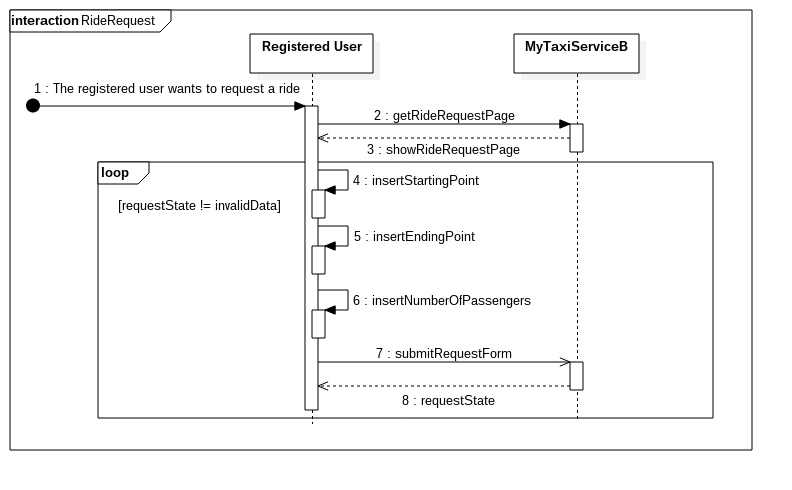 interaction RideRequest
Registered User
MyTaxiServiceB
1 : The registered user wants to request a ride
2 : getRideRequestPage
3 : showRideRequestPage
loop
4 : insertStartingPoint
[requestState != invalidData]
5 : insertEndingPoint
6 : insertNumberOfPassengers
7 : submitRequestForm
8 : requestState